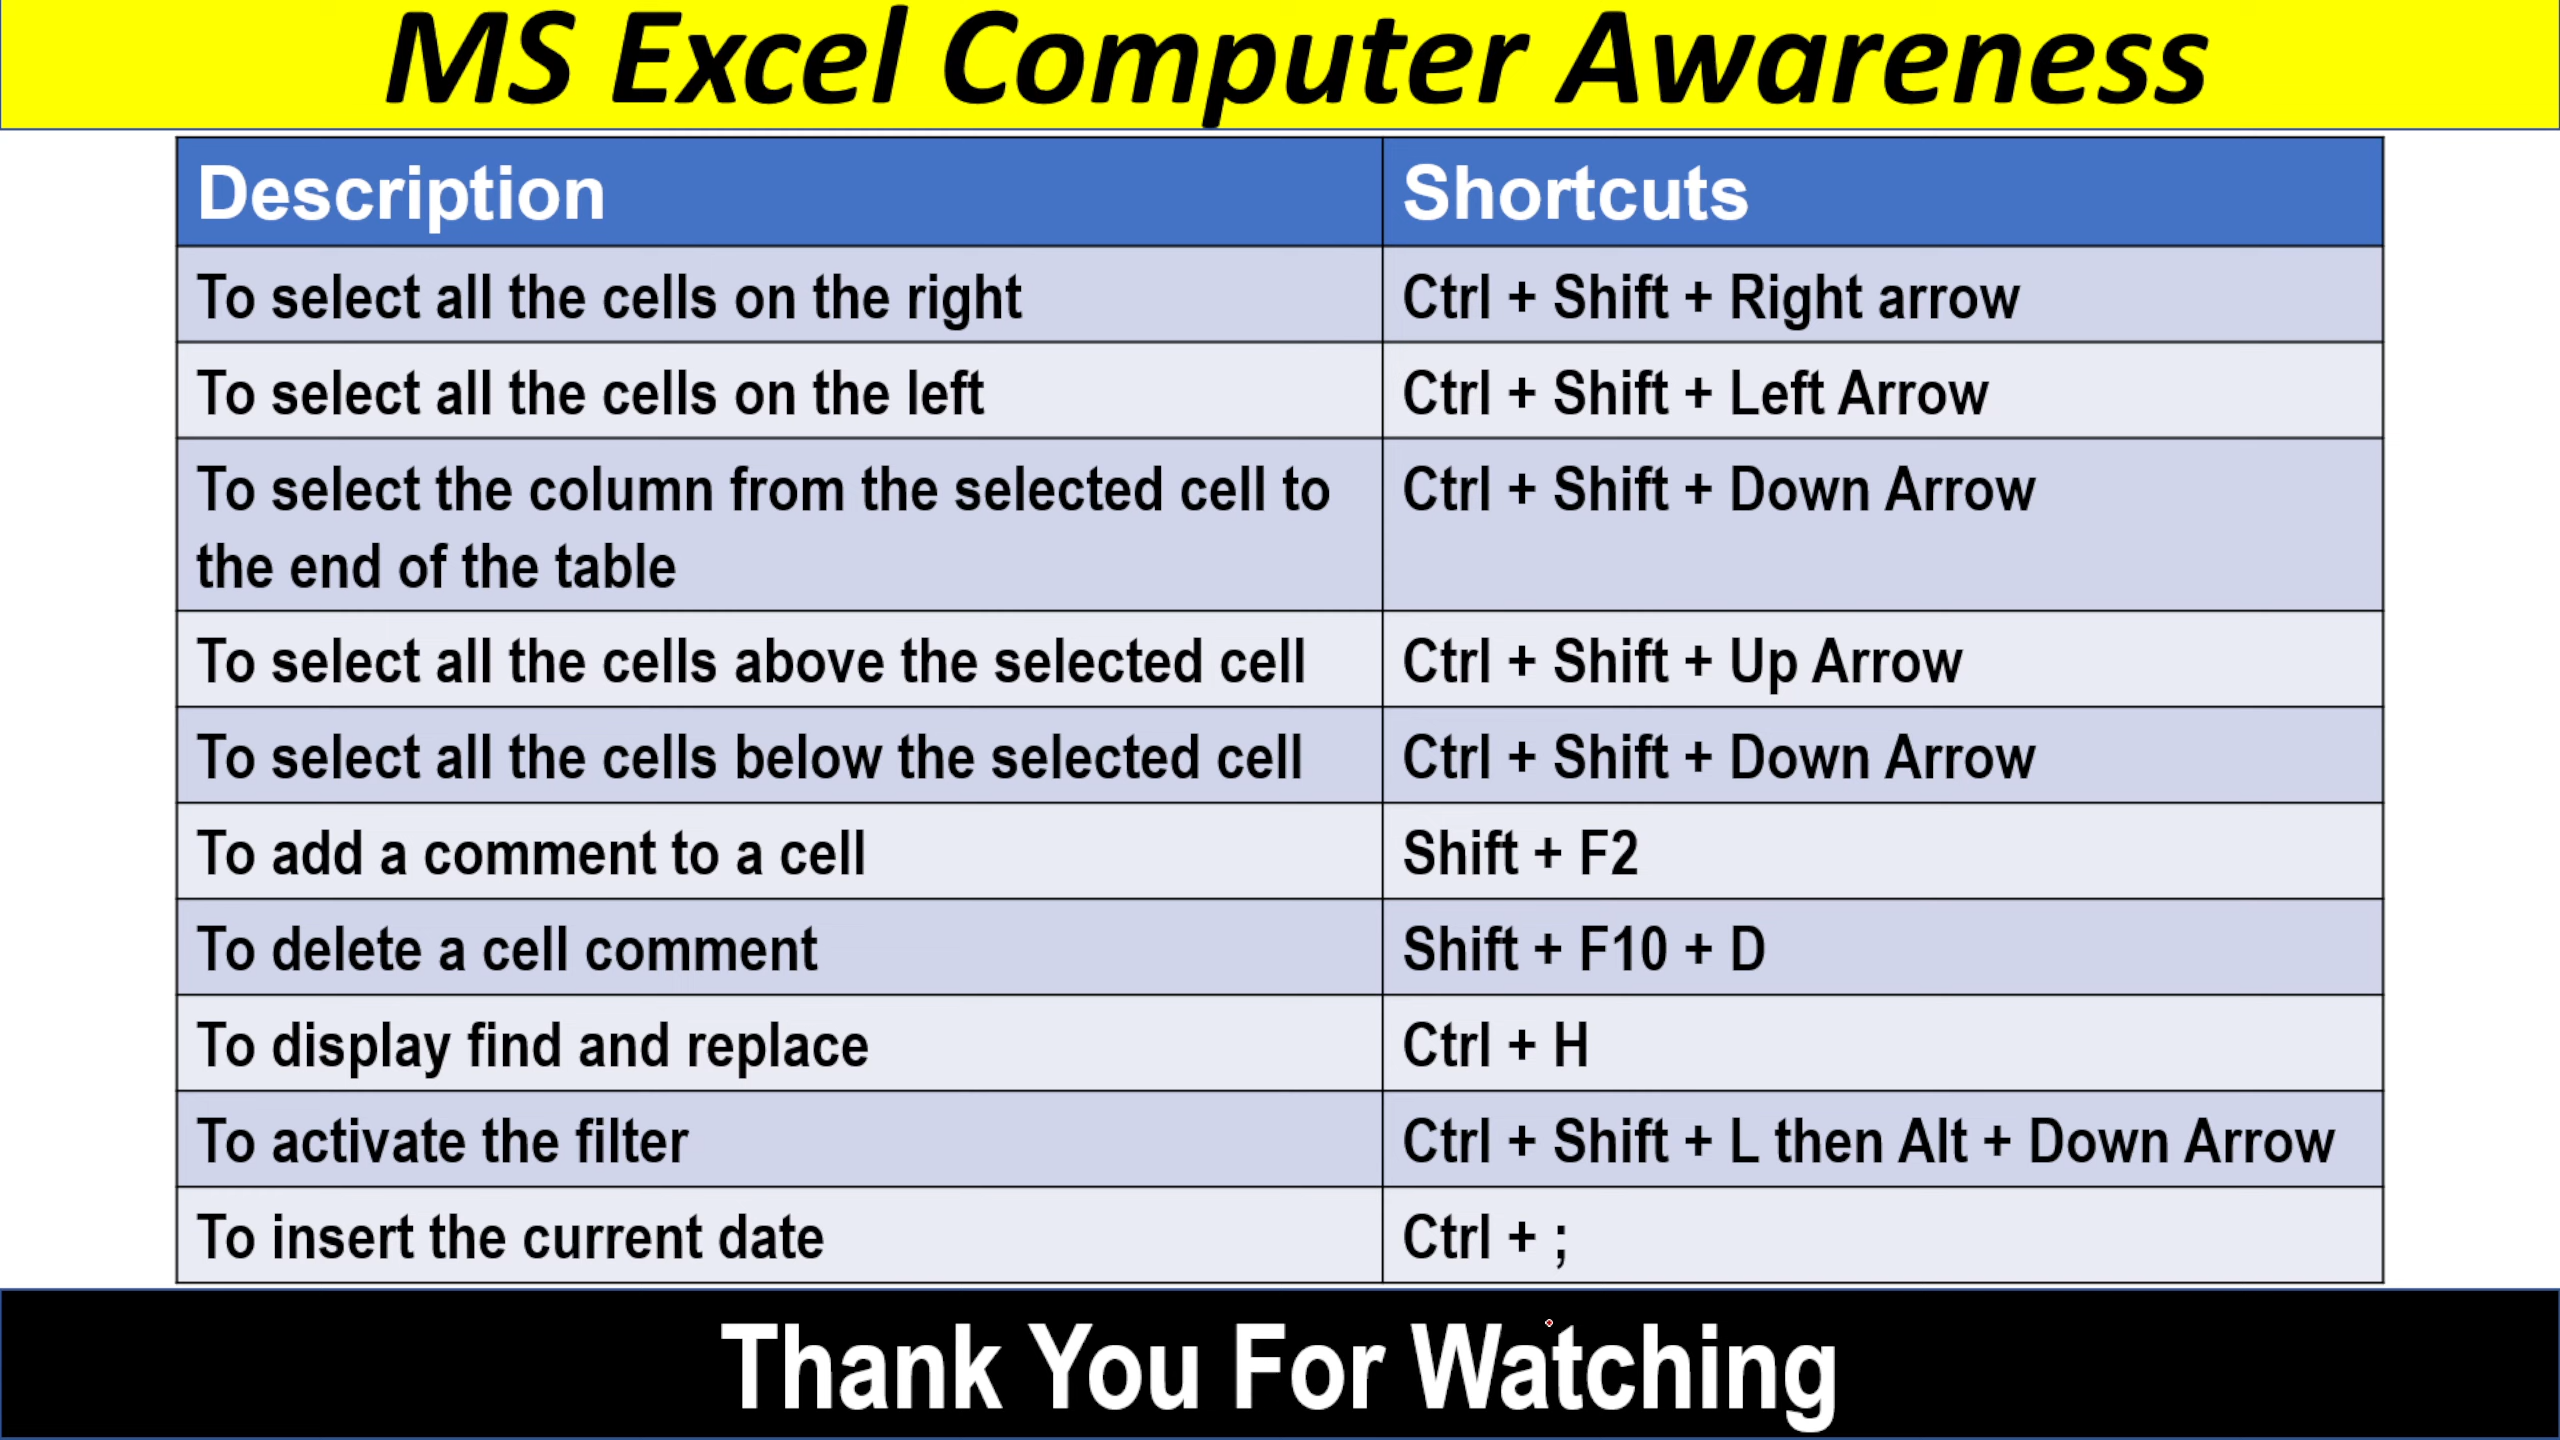 MS Excel Computer Awareness
Description
Shortcuts
To select all the cells on the right
Ctrl + Shift + Right arrow
To select all the cells on the left
Ctrl + Shift + Left Arrow
To select the column from the selected cell to
the end of the table
Ctrl + Shift + Down Arrow
To select all the cells above the selected cell
Ctrl + Shift + Up Arrow
To select all the cells below the selected cell
Ctrl + Shift + Down Arrow
To add a comment to a cell
Shift + F2
To delete a cell comment
Shift + F10 + D
To display find and replace
Ctrl + H
To activate the filter
Ctrl + Shift + L then Alt + Down Arrow
To insert the current date
Ctrl + ;
Thank You For Watching